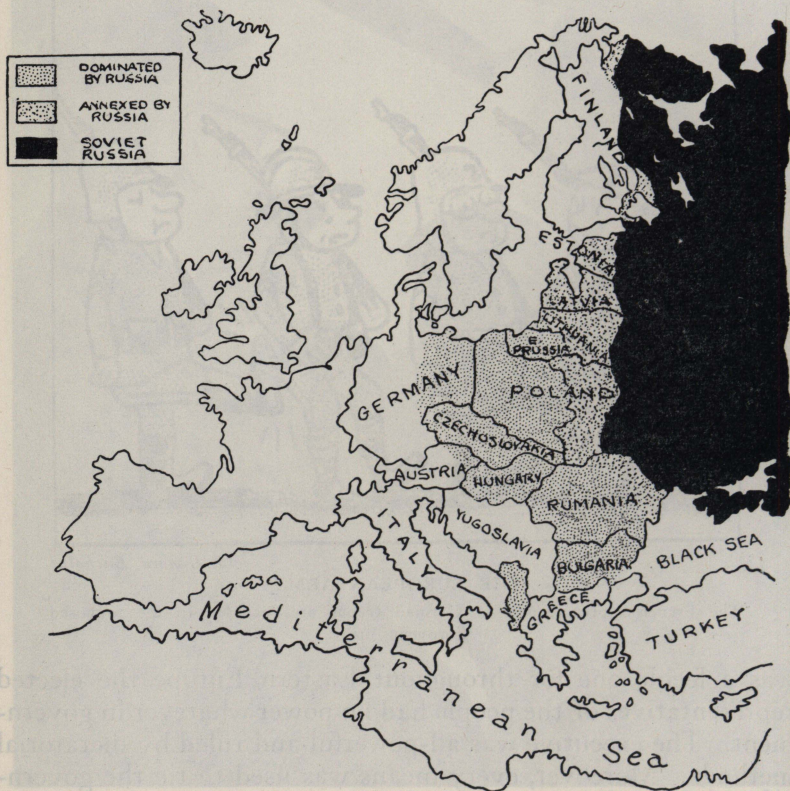 DOMINATED
BY RUSSIA
ANNEXED BY
RUSSIA
SOVIET
RUSSIA
FINLAND
ESTONIA
LATVIA
LITHUANIA
E.
PRUSSIA
GERMANY
POLAND
CZECHOSLOVAKIA
AUSTRIA
HUNGARY
RUMANIA
ITALY
YUGOSLAVIA
BULGARIA
BLACK SEA
GREECE
TURKEY
Mediterranean Sea